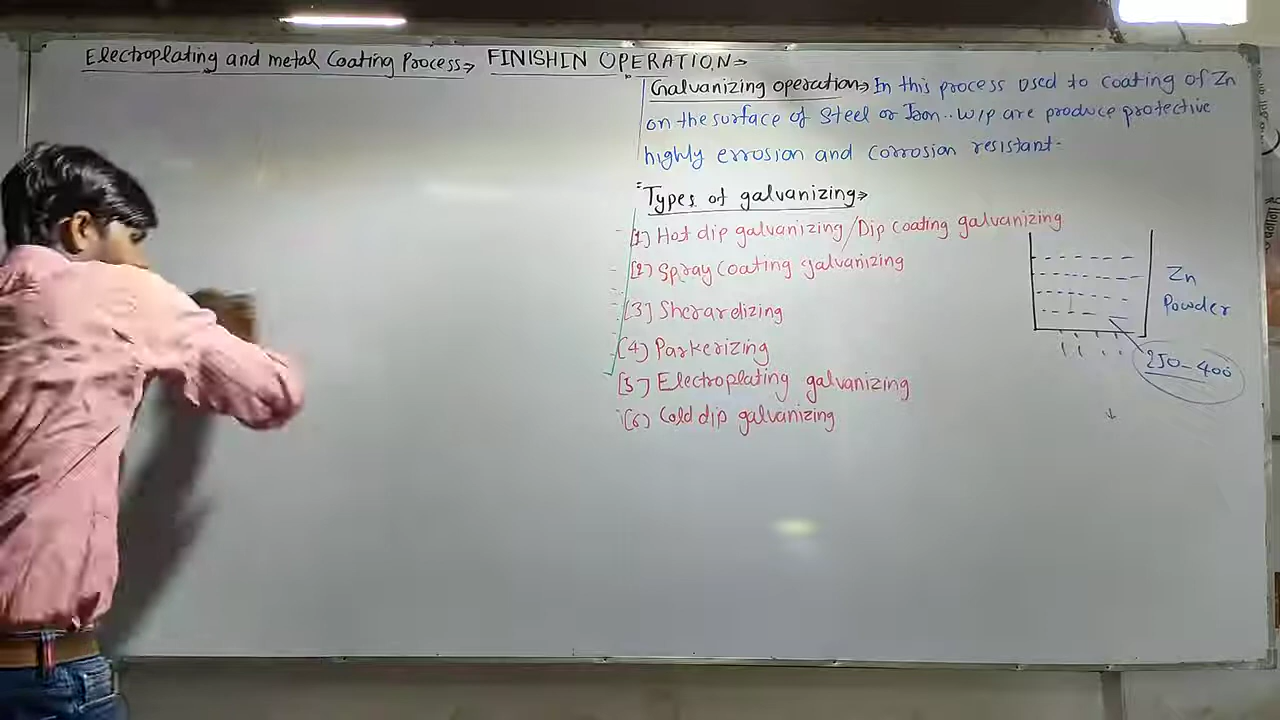 Electroplating and metal Coating Process→ FINISHIN OPERATION→
Galvanizing operation→ In this process used to coating of Zn
on the surface of Steel or Iron.. W/p are produce protective
highly errosion and Corrosion resistant-
Types of galvanizing→
[1] Hot dip galvanizing/Dip Coating galvanizing
[2] Spray Coating galvanizing
[3] Sherardizing
[4] Parkerizing
[5] Electroplating galvanizing
[6] Cold dip galvanizing
Zn
Powder
250-400